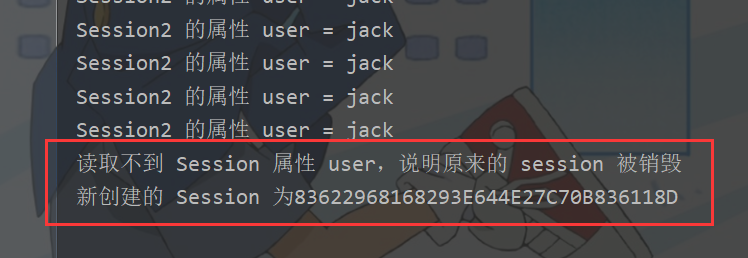 Session2 的属性 user = jack
Session2 的属性 user = jack
Session2 的属性 user = jack
Session2 的属性 user = jack
Session2 的属性 user = jack
读取不到 Session 属性 user，说明原来的 session 被销毁
新创建的 Session 为83622968168293E644E27C70B836118D